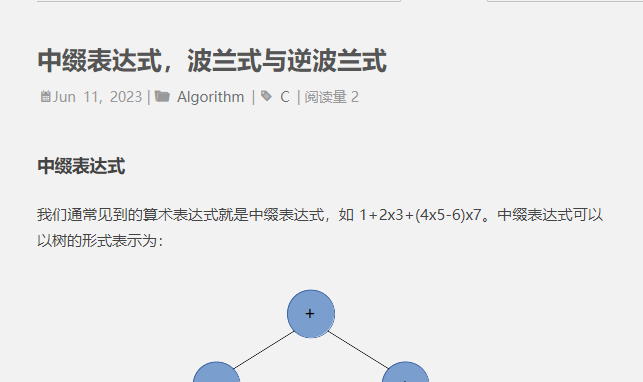 中缀表达式，波兰式与逆波兰式
Jun 11, 2023 | Algorithm | C | 阅读量 2
中缀表达式
我们通常见到的算术表达式就是中缀表达式，如 1+2x3+(4x5-6)x7。中缀表达式可以
以树的形式表示为：
+